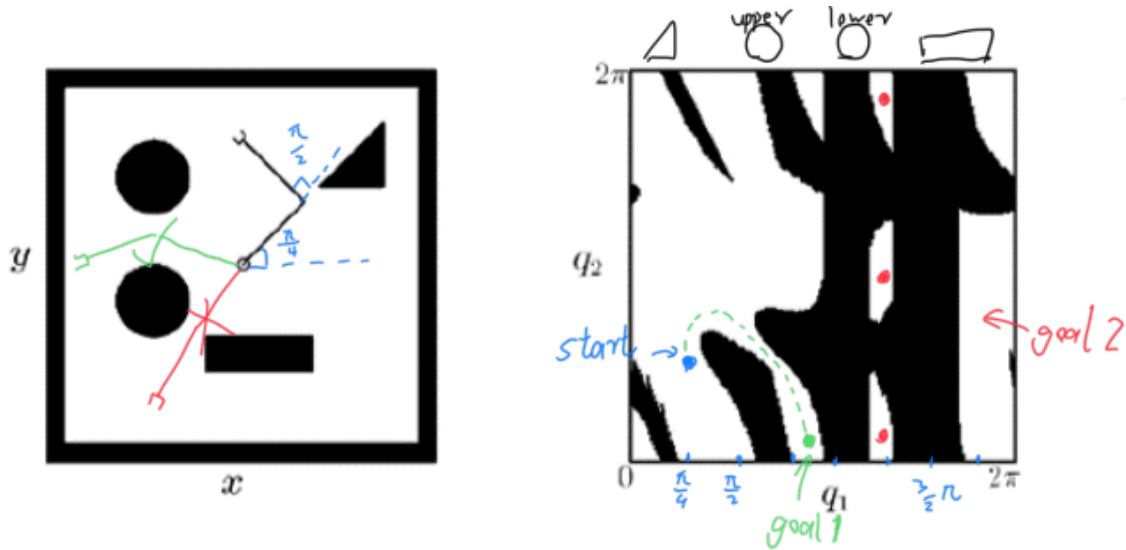 upper lower
2π
π/2
π/4
y
q₂
start
goal 2
x
0
π/4
π/2
q₁
3/2 π
2π
goal 1